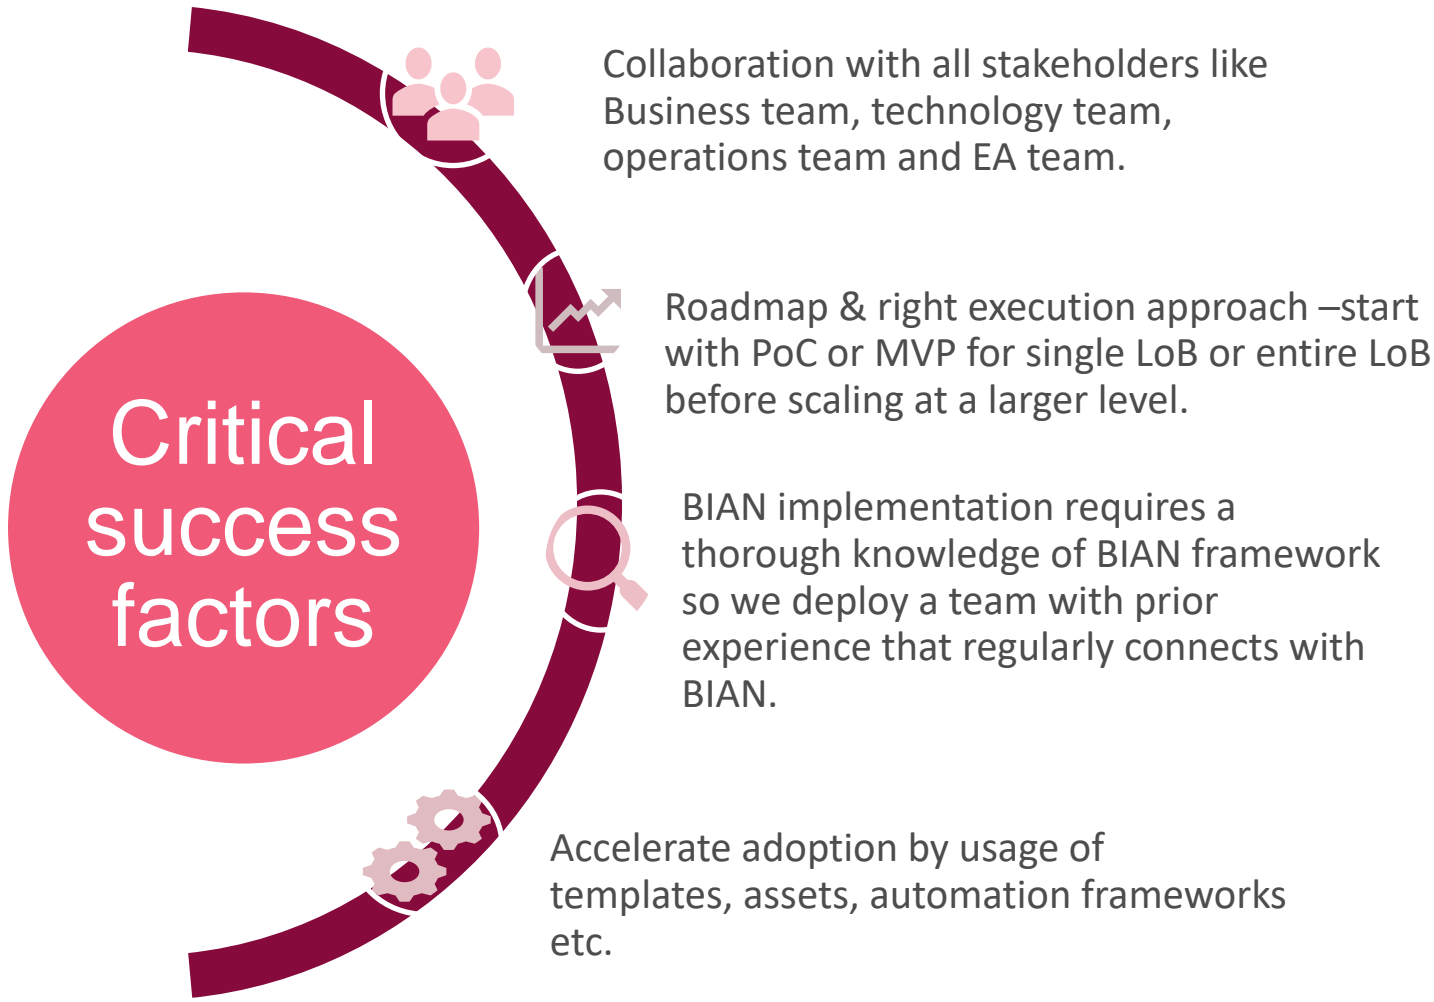 Critical
success
factors
Collaboration with all stakeholders like
Business team, technology team,
operations team and EA team.
Roadmap & right execution approach –start
with PoC or MVP for single LoB or entire LoB
before scaling at a larger level.
BIAN implementation requires a
thorough knowledge of BIAN framework
so we deploy a team with prior
experience that regularly connects with
BIAN.
Accelerate adoption by usage of
templates, assets, automation frameworks
etc.